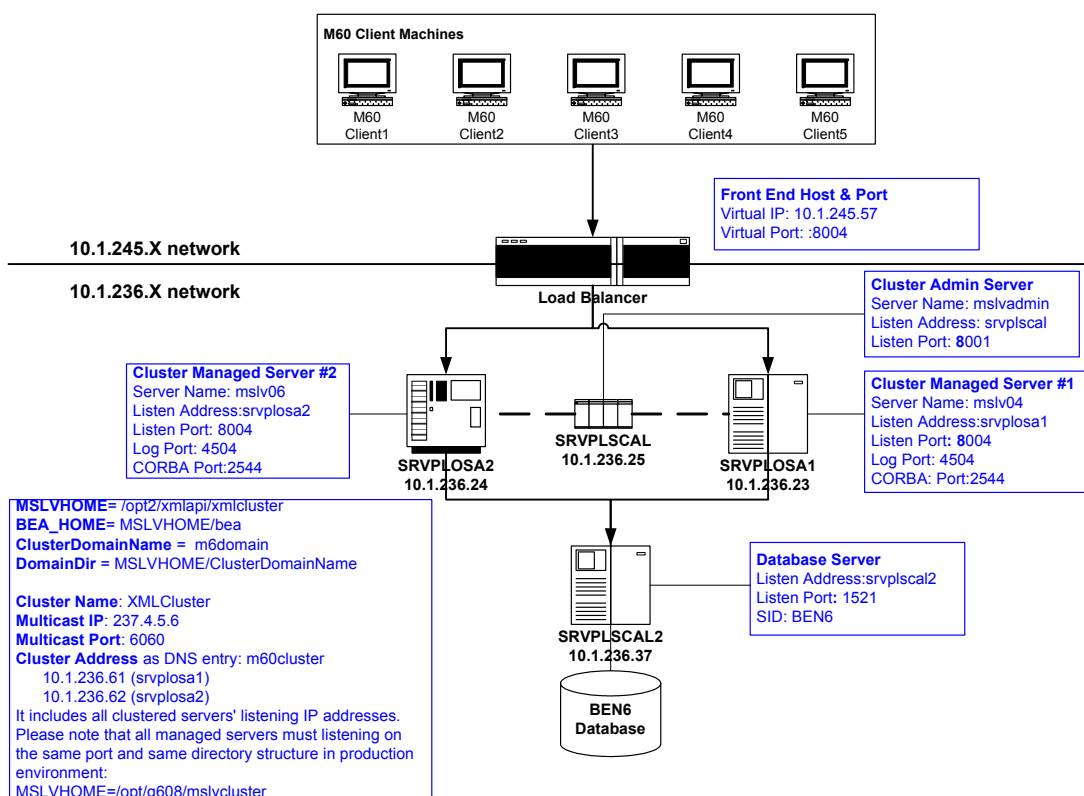 M60 Client Machines
M60
Client1
M60
Client2
M60
Client3
M60
Client4
M60
Client5
Front End Host & Port
Virtual IP: 10.1.245.57
Virtual Port: :8004
10.1.245.X network
10.1.236.X network
Load Balancer
Cluster Admin Server
Server Name: mslvadmin
Listen Address: srvplscal
Listen Port: 8001
Cluster Managed Server #2
Server Name: mslv06
Listen Address:srvplosa2
Listen Port: 8004
Log Port: 4504
CORBA Port:2544
Cluster Managed Server #1
Server Name: mslv04
Listen Address:srvplosa1
Listen Port: 8004
Log Port: 4504
CORBA: Port:2544
SRVPLSCAL
10.1.236.25
SRVPLOSA2
10.1.236.24
SRVPLOSA1
10.1.236.23
MSLVHOME= /opt2/xmlapi/xmlcluster
BEA_HOME= MSLVHOME/bea
ClusterDomainName = m6domain
DomainDir = MSLVHOME/ClusterDomainName
Cluster Name: XMLCluster
Multicast IP: 237.4.5.6
Multicast Port: 6060
Cluster Address as DNS entry: m60cluster
10.1.236.61 (srvplosa1)
10.1.236.62 (srvplosa2)
It includes all clustered servers' listening IP addresses.
Please note that all managed servers must listening on
the same port and same directory structure in production
environment:
MSLVHOME=/opt/g608/mslvcluster
Database Server
Listen Address:srvplscal2
Listen Port: 1521
SID: BEN6
SRVPLSCAL2
10.1.236.37
BEN6
Database